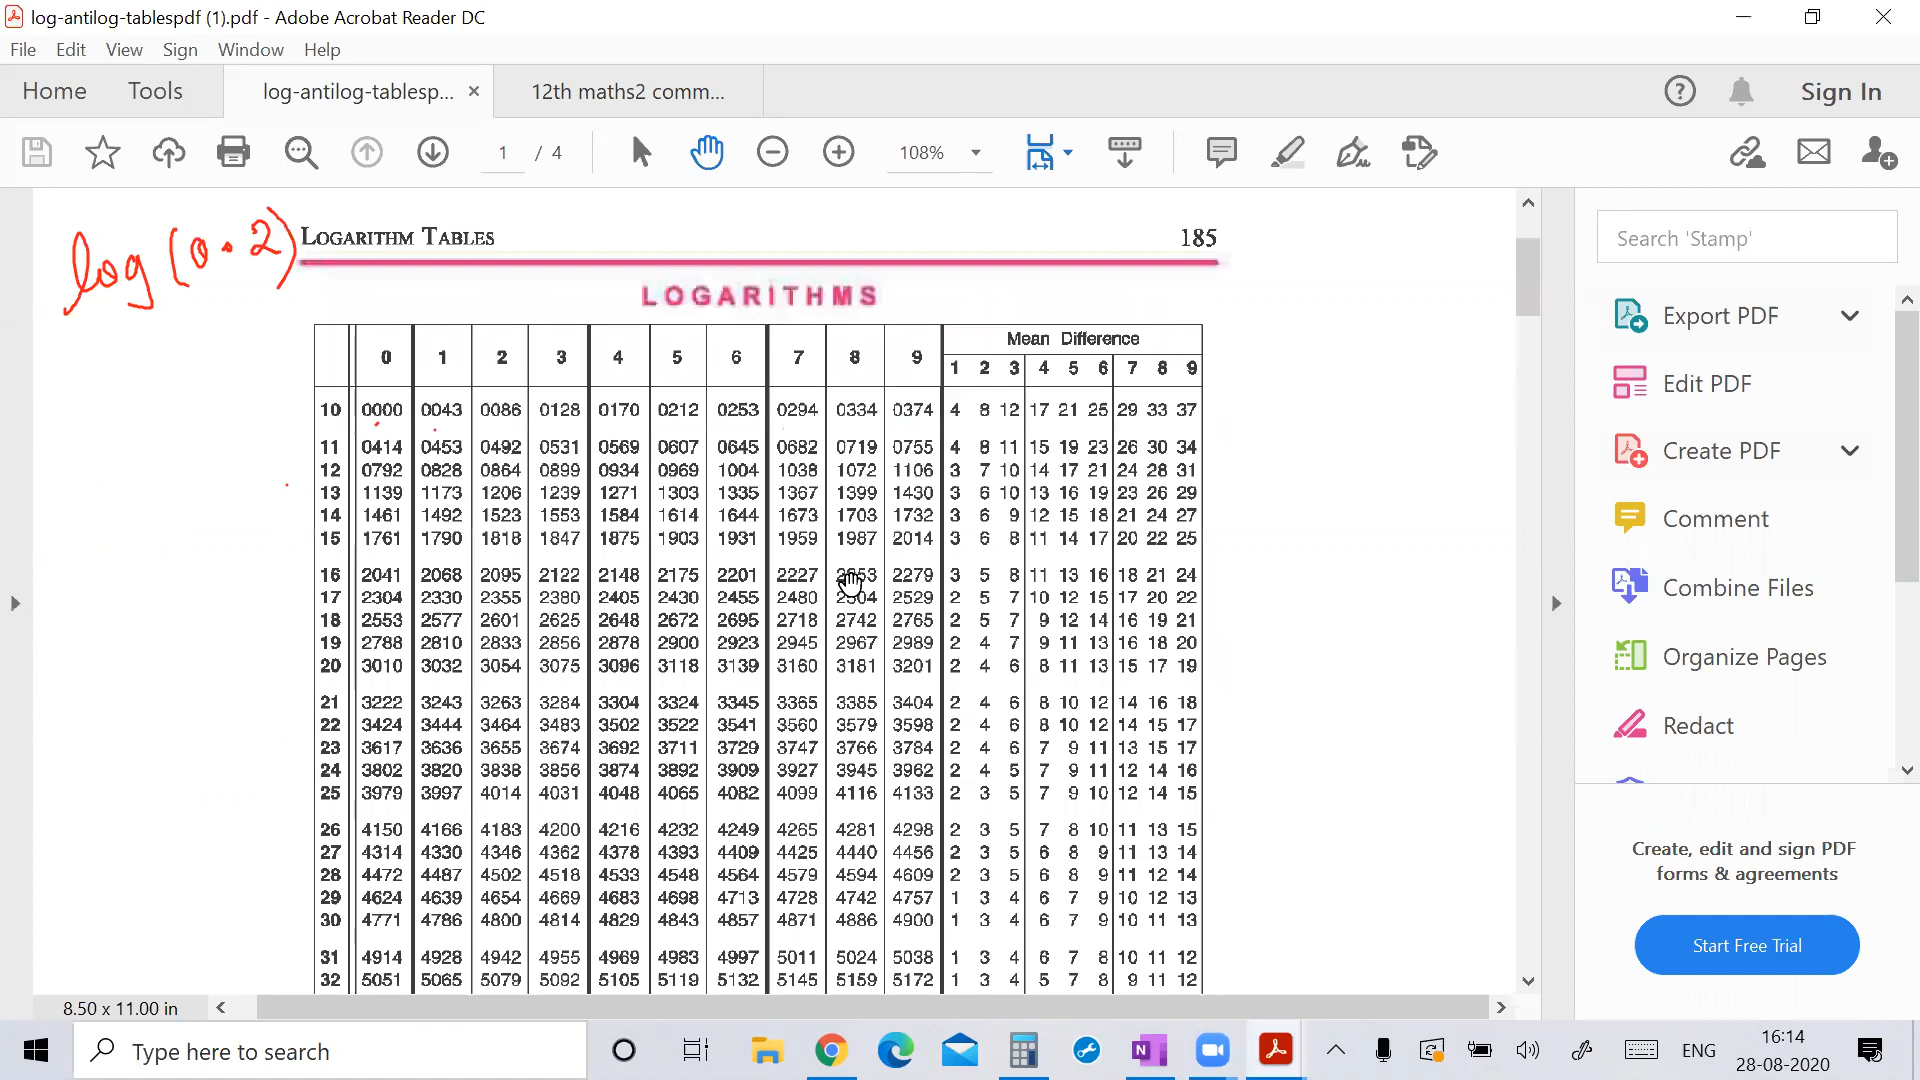 log-antilog-tablespdf (1).pdf - Adobe Acrobat Reader DC
File Edit View Sign Window Help
Home Tools log-antilog-tablesp... × 12th maths2 comm... ? Sign In
1 / 4 108%
log (0.2)
LOGARITHM TABLES 185
LOGARITHMS
Mean Difference
0 1 2 3 4 5 6 7 8 9 1 2 3 4 5 6 7 8 9
10 0000 0043 0086 0128 0170 0212 0253 0294 0334 0374 4 8 12 17 21 25 29 33 37
11 0414 0453 0492 0531 0569 0607 0645 0682 0719 0755 4 8 11 15 19 23 26 30 34
12 0792 0828 0864 0899 0934 0969 1004 1038 1072 1106 3 7 10 14 17 21 24 28 31
13 1139 1173 1206 1239 1271 1303 1335 1367 1399 1430 3 6 10 13 16 19 23 26 29
14 1461 1492 1523 1553 1584 1614 1644 1673 1703 1732 3 6 9 12 15 18 21 24 27
15 1761 1790 1818 1847 1875 1903 1931 1959 1987 2014 3 6 8 11 14 17 20 22 25
16 2041 2068 2095 2122 2148 2175 2201 2227 2279 3 5 8 11 13 16 18 21 24
17 2304 2330 2355 2380 2405 2430 2455 2480 2529 2 5 7 10 12 15 17 20 22
18 2553 2577 2601 2625 2648 2672 2695 2718 2742 2765 2 5 7 9 12 14 16 19 21
19 2788 2810 2833 2856 2878 2900 2923 2945 2967 2989 2 4 7 9 11 13 16 18 20
20 3010 3032 3054 3075 3096 3118 3139 3160 3181 3201 2 4 6 8 11 13 15 17 19
21 3222 3243 3263 3284 3304 3324 3345 3365 3385 3404 2 4 6 8 10 12 14 16 18
22 3424 3444 3464 3483 3502 3522 3541 3560 3579 3598 2 4 6 8 10 12 14 15 17
23 3617 3636 3655 3674 3692 3711 3729 3747 3766 3784 2 4 6 7 9 11 13 15 17
24 3802 3820 3838 3856 3874 3892 3909 3927 3945 3962 2 4 5 7 9 11 12 14 16
25 3979 3997 4014 4031 4048 4065 4082 4099 4116 4133 2 3 5 7 9 10 12 14 15
26 4150 4166 4183 4200 4216 4232 4249 4265 4281 4298 2 3 5 7 8 10 11 13 15
27 4314 4330 4346 4362 4378 4393 4409 4425 4440 4456 2 3 5 6 8 9 11 13 14
28 4472 4487 4502 4518 4533 4548 4564 4579 4594 4609 2 3 5 6 8 9 11 12 14
29 4624 4639 4654 4669 4683 4698 4713 4728 4742 4757 1 3 4 6 7 9 10 12 13
30 4771 4786 4800 4814 4829 4843 4857 4871 4886 4900 1 3 4 6 7 9 10 11 13
31 4914 4928 4942 4955 4969 4983 4997 5011 5024 5038 1 3 4 6 7 8 10 11 12
32 5051 5065 5079 5092 5105 5119 5132 5145 5159 5172 1 3 4 5 7 8 9 11 12
8.50 x 11.00 in
Search 'Stamp'
Export PDF
Edit PDF
Create PDF
Comment
Combine Files
Organize Pages
Redact
Create, edit and sign PDF
forms & agreements
Start Free Trial
Type here to search
ENG
16:14
28-08-2020